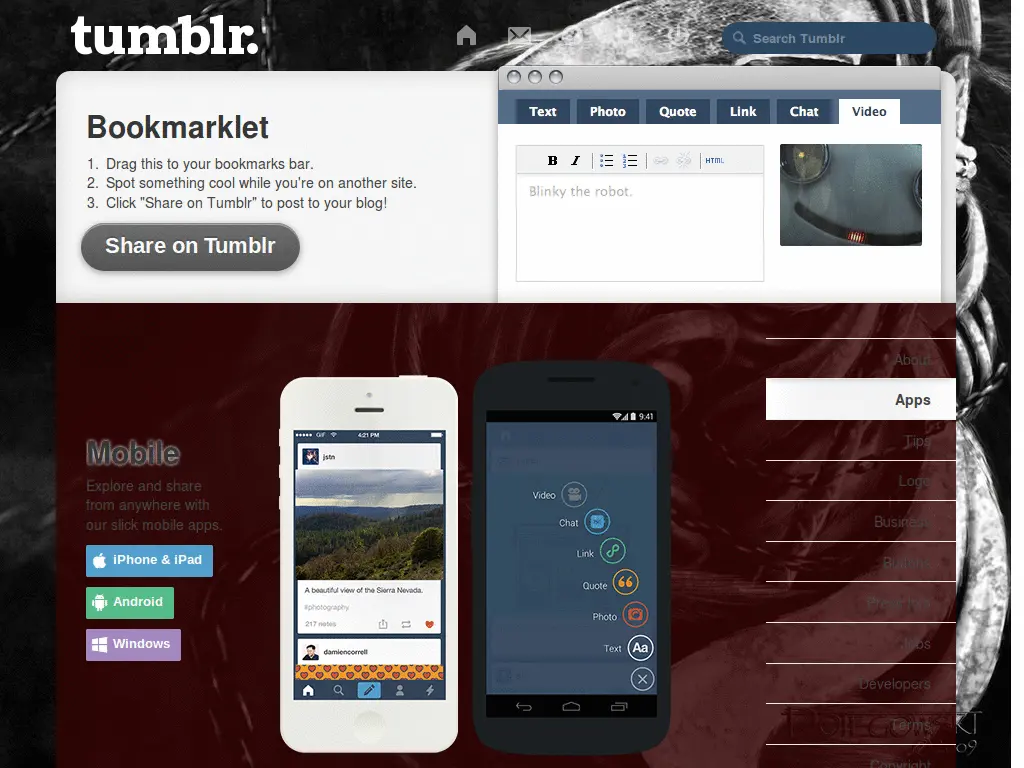 tumblr.
Search Tumblr
Bookmarklet
1. Drag this to your bookmarks bar.
2. Spot something cool while you're on another site.
3. Click "Share on Tumblr" to post to your blog!
Share on Tumblr
Text Photo Quote Link Chat Video
B I HTML
Blinky the robot.
About
Apps
Tips
Logo
Business
Jobs
Developers
Terms
Copyright
Mobile
Explore and share
from anywhere with
our slick mobile apps.
iPhone & iPad
Android
Windows
GIF 4:21 PM
jstn
A beautiful view of the Sierra Nevada.
#photography
217 notes
damiencorrell
9:41
Video
Chat
Link
Quote
Photo
Text Aa
09